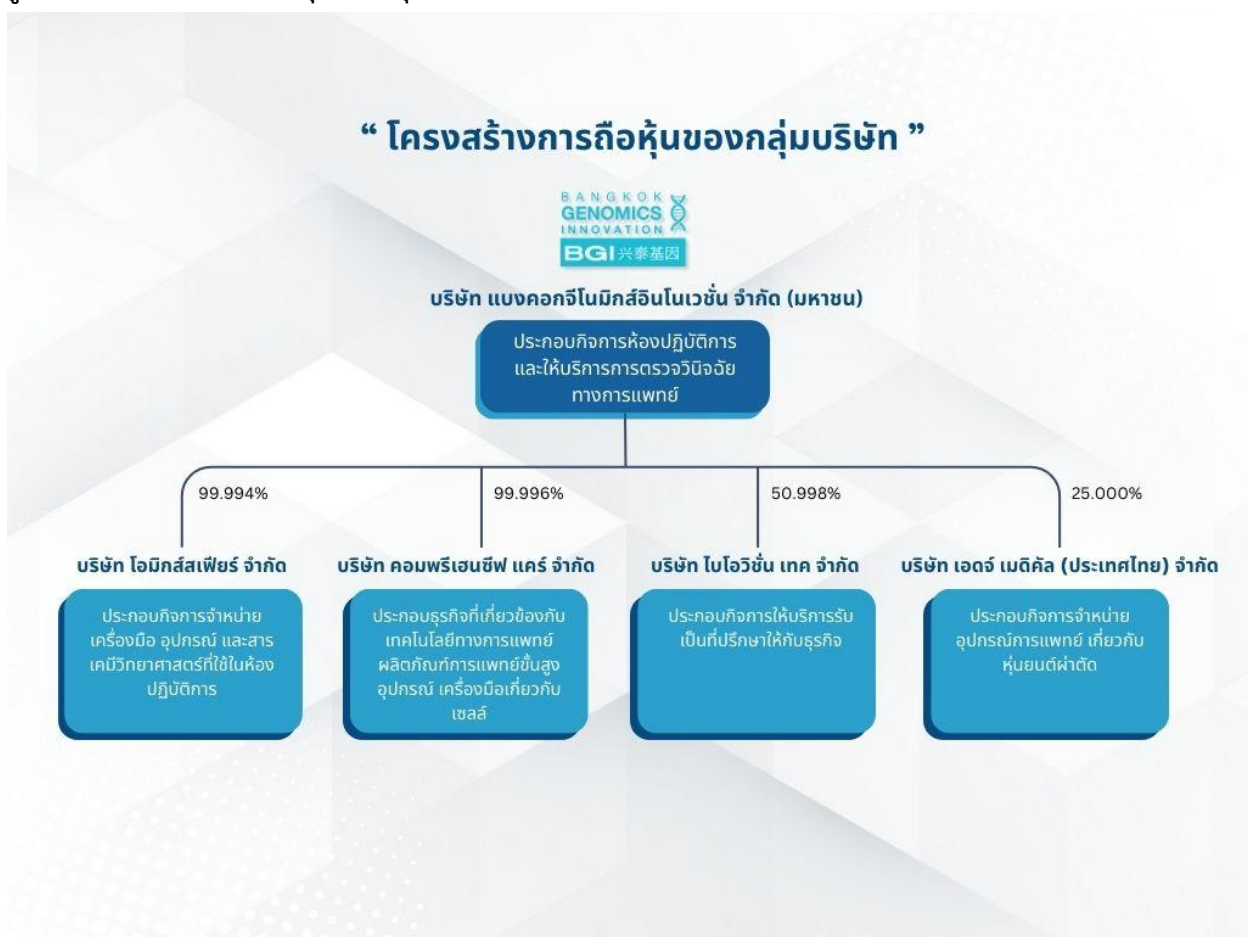 “ โครงสร้างการถือหุ้นของกลุ่มบริษัท ”
BANGKOK
GENOMICS
INNOVATION
BGI 兴泰基因
บริษัท แบงคอกจีโนมิกส์อินโนเวชั่น จำกัด (มหาชน)
ประกอบกิจการห้องปฏิบัติการ
และให้บริการการตรวจวินิจฉัย
ทางการแพทย์
99.994%
99.996%
50.998%
25.000%
บริษัท โอมิกส์สเฟียร์ จำกัด
ประกอบกิจการจำหน่าย
เครื่องมือ อุปกรณ์ และสาร
เคมีวิทยาศาสตร์ที่ใช้ในห้อง
ปฏิบัติการ
บริษัท คอมพรีเฮนซีฟ แคร์ จำกัด
ประกอบธุรกิจที่เกี่ยวข้องกับ
เทคโนโลยีทางการแพทย์
ผลิตภัณฑ์การแพทย์ขั้นสูง
อุปกรณ์ เครื่องมือเกี่ยวกับ
เซลล์
บริษัท ไบโอวิชั่น เทค จำกัด
ประกอบกิจการให้บริการรับ
เป็นที่ปรึกษาให้กับธุรกิจ
บริษัท เอดจ์ เมดิคัล (ประเทศไทย) จำกัด
ประกอบกิจการจำหน่าย
อุปกรณ์การแพทย์ เกี่ยวกับ
หุ่นยนต์ผ่าตัด